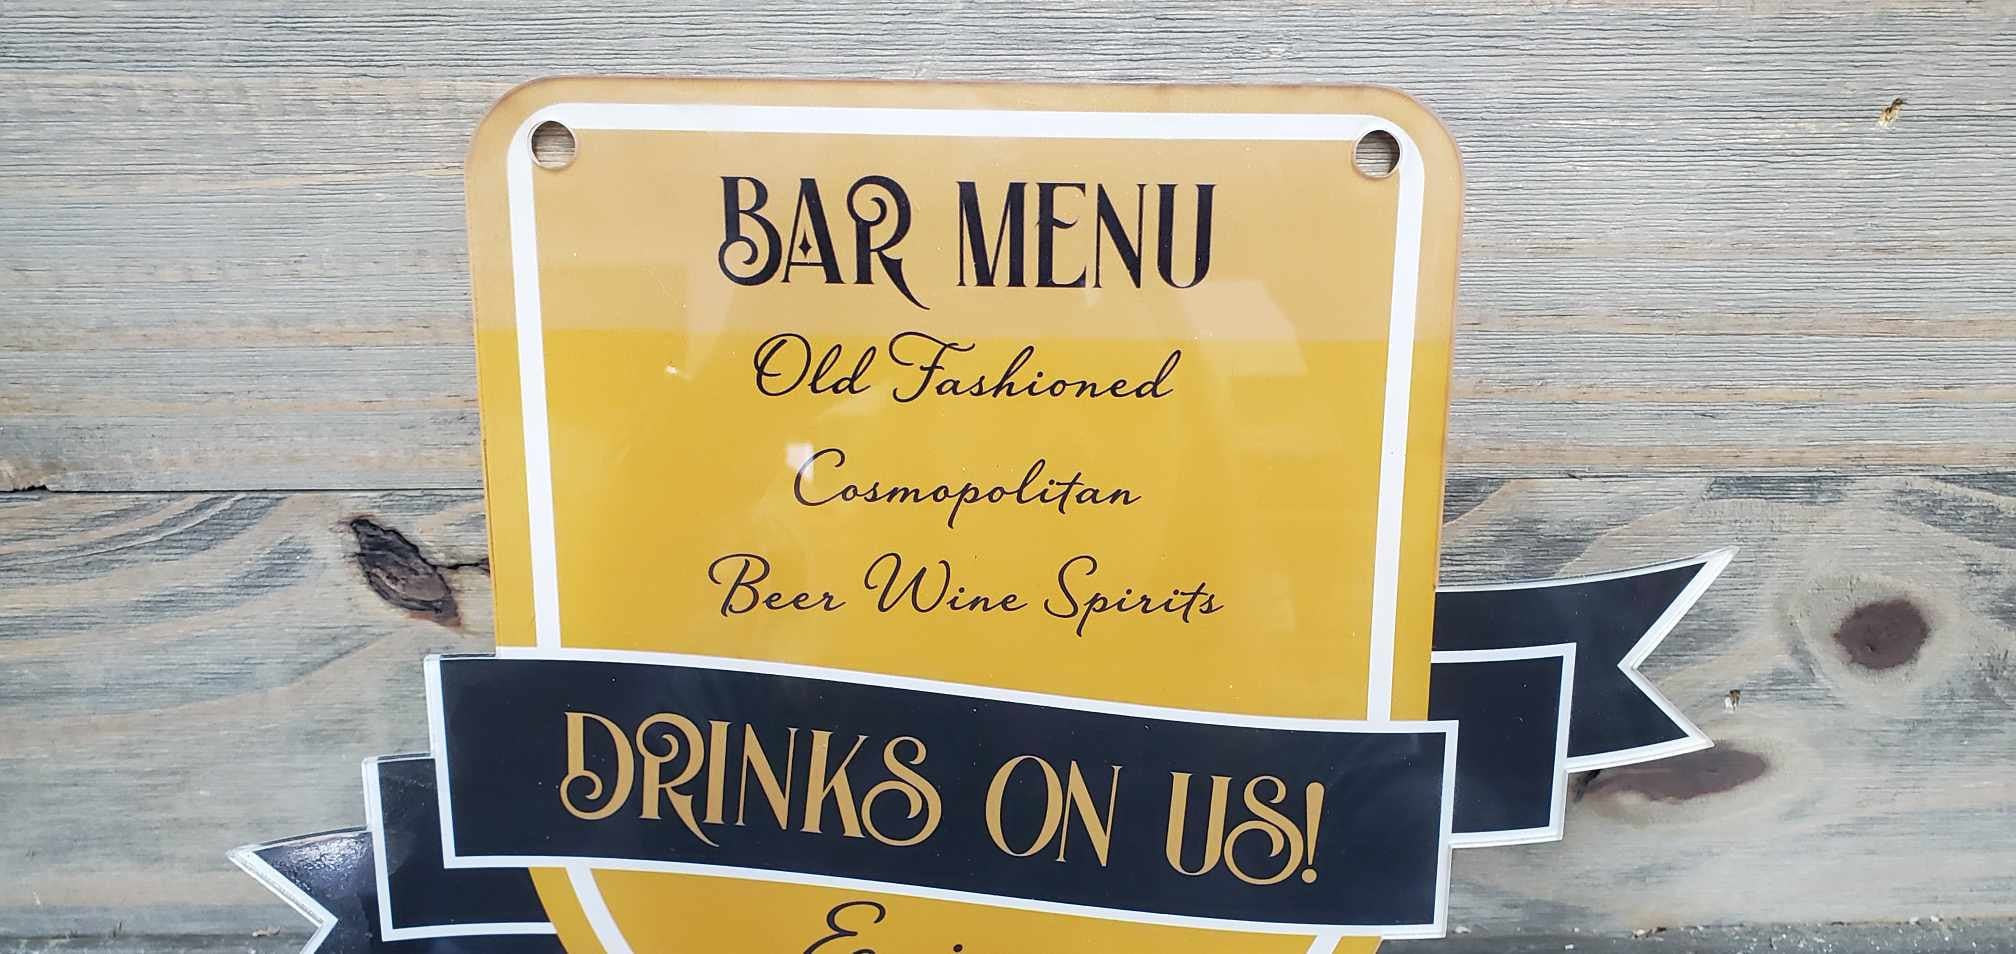 BAR MENU
Old Fashioned
Cosmopolitan
Beer Wine Spirits
DRINKS ON US!